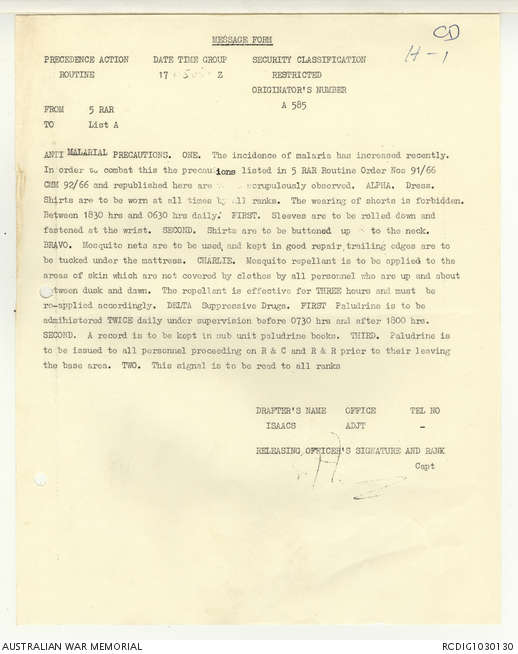 MESSAGE FORM
CD
H-1
PRECEDENCE ACTION DATE TIME GROUP SECURITY CLASSIFICATION
ROUTINE 17 Z RESTRICTED
ORIGINATOR'S NUMBER
A 585
FROM 5 RAR
TO List A
ANTI MALARIAL PRECAUTIONS. ONE. The incidence of malaria has increased recently.
In order to combat this the precautions listed in 5 RAR Routine Order Nos 91/66
92/66 and republished here are scrupulously observed. ALPHA. Dress.
Shirts are to be worn at all times by all ranks. The wearing of shorts is forbidden.
Between 1830 hrs and 0630 hrs daily. FIRST. Sleeves are to be rolled down and
fastened at the wrist. SECOND. Shirts are to be buttoned up to the neck.
BRAVO. Mosquito nets are to be used and kept in good repair trailing edges are to
be tucked under the mattress. CHARLIE. Mosquito repellant is to be applied to the
areas of skin which are not covered by clothes by all personnel who are up and about
between dusk and dawn. The repellant is effective for THREE hours and must be
re-applied accordingly. DELTA Suppressive Drugs. FIRST Paludrine is to be
administered TWICE daily under supervision before 0730 hrs and after 1800 hrs.
SECOND. A record is to be kept in sub unit paludrine books. THIRD. Paludrine is
to be issued to all personnel proceeding on R & C and R & R prior to their leaving
the base area. TWO. This signal is to be read to all ranks
DRAFTER'S NAME OFFICE TEL NO
ISAACS ADJT -
RELEASING OFFICER'S SIGNATURE AND RANK
Capt
AUSTRALIAN WAR MEMORIAL RCDIG1030130